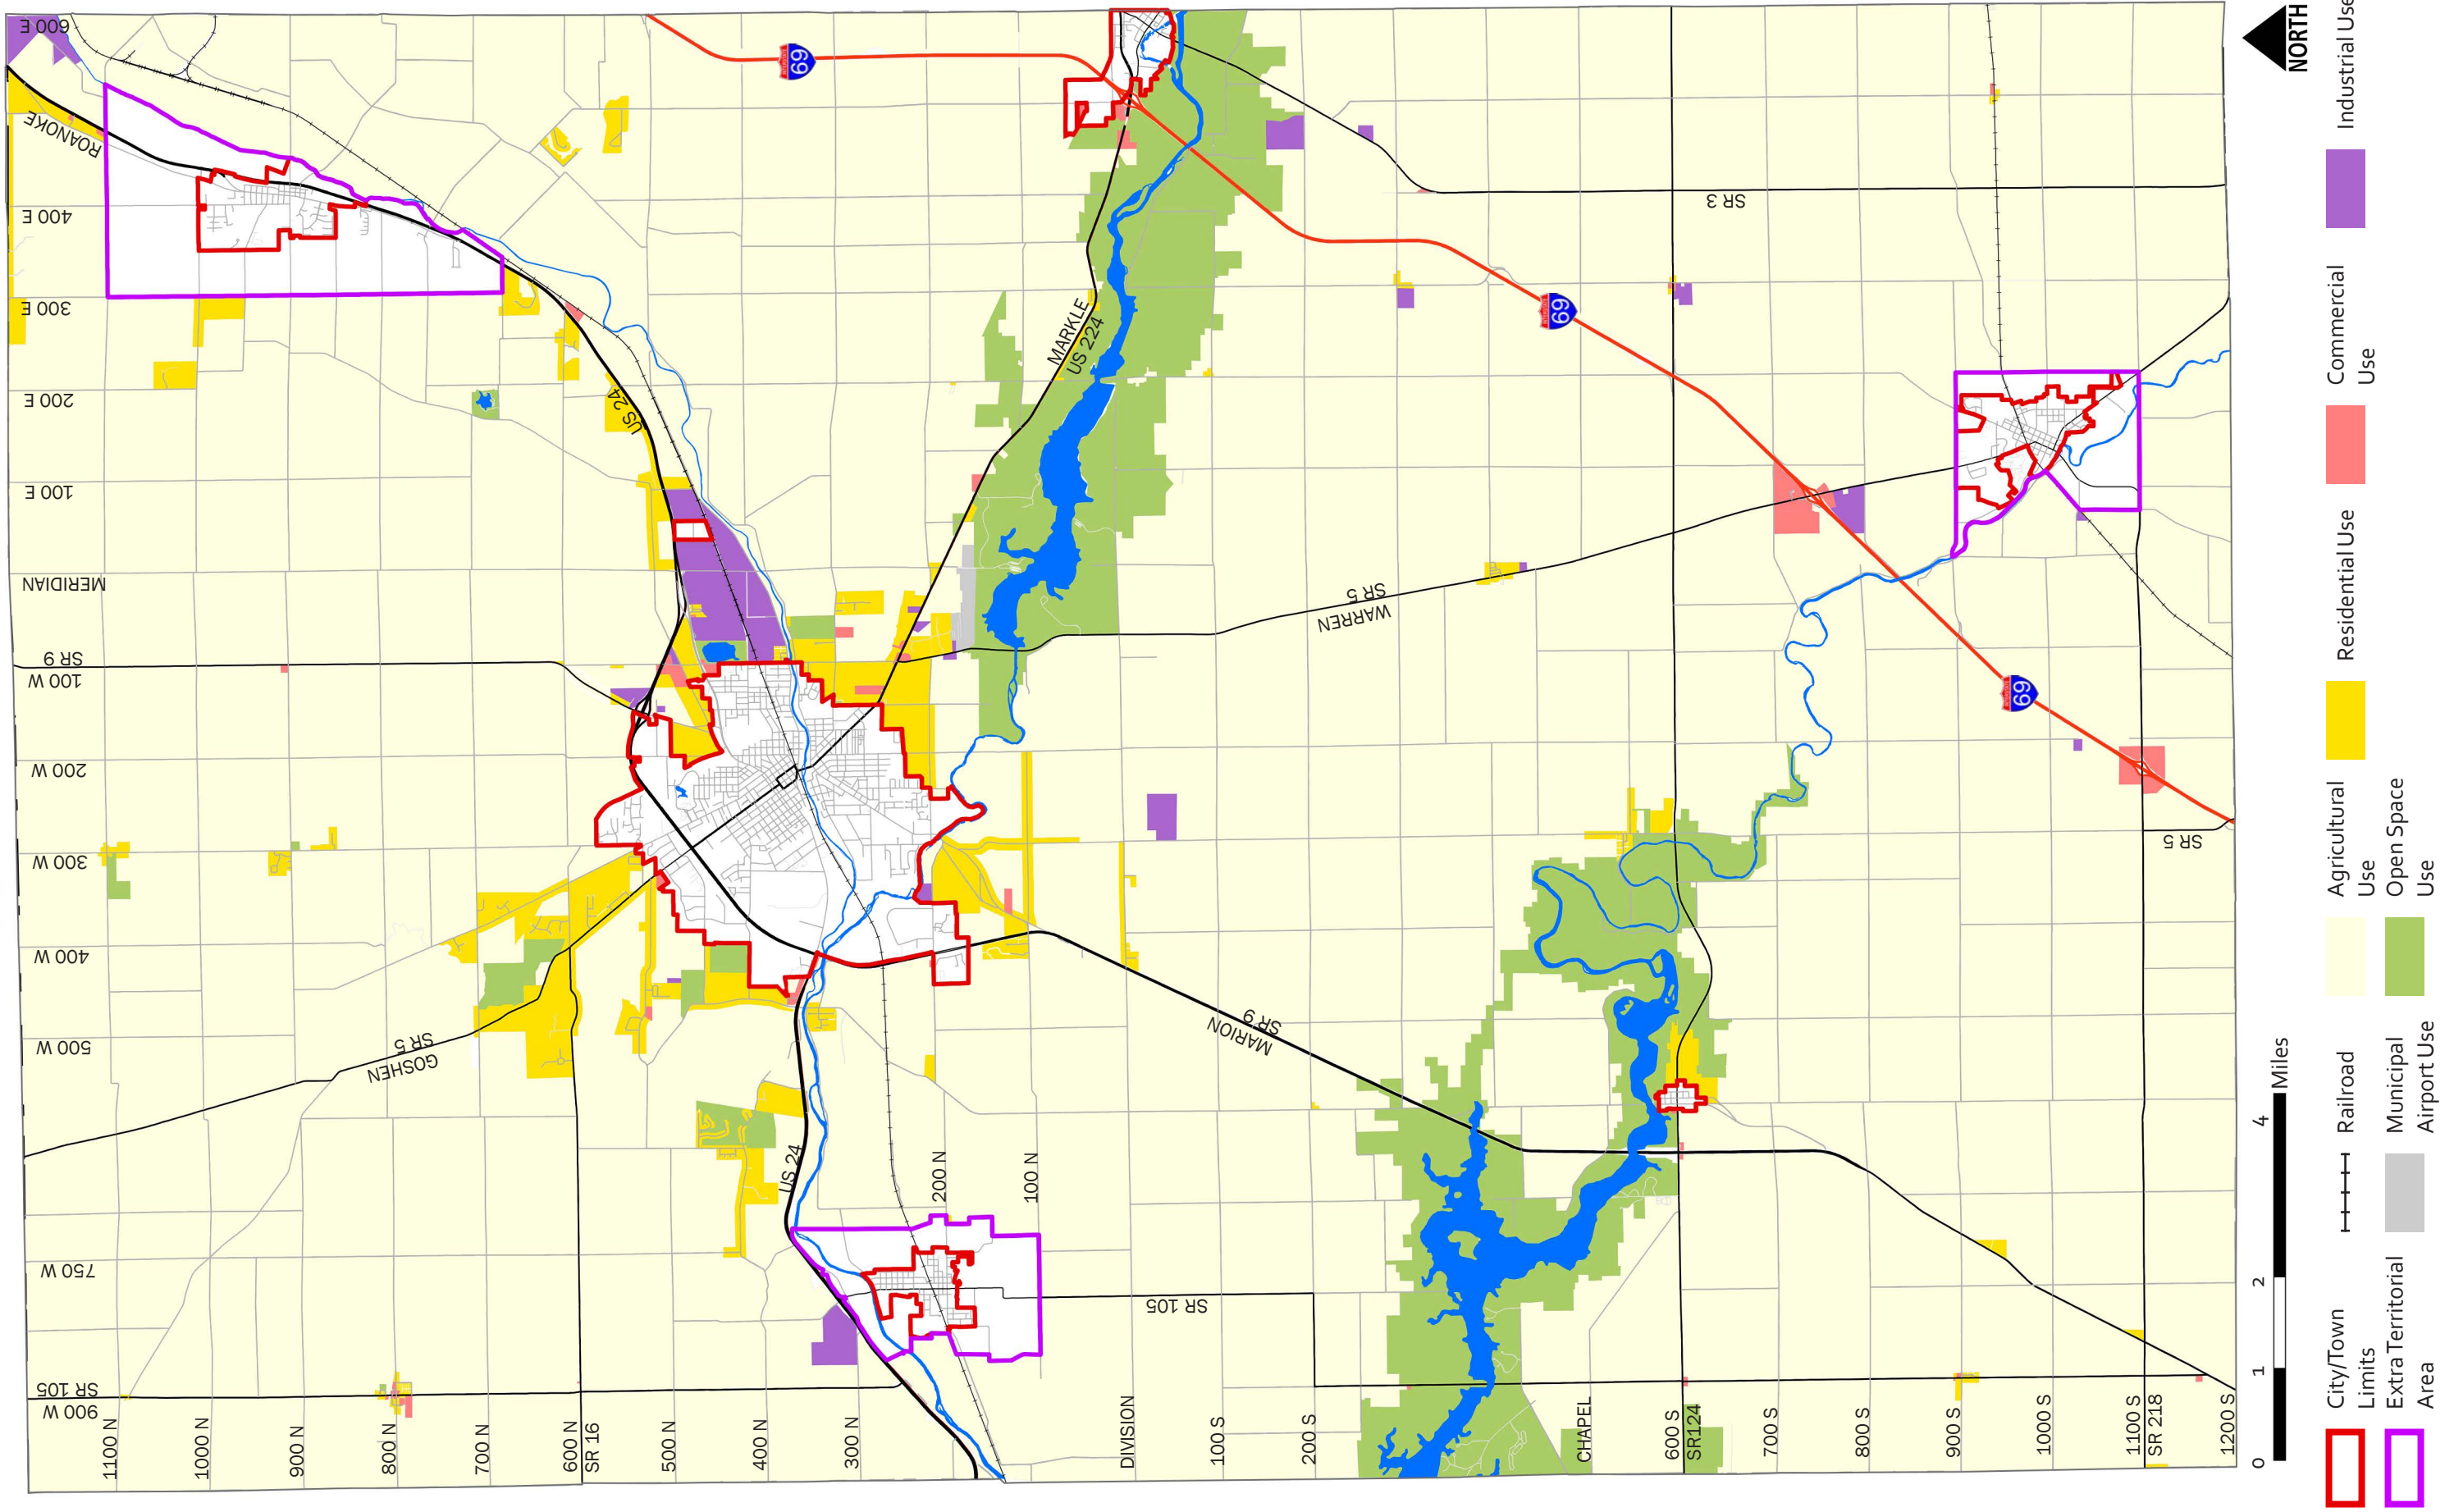 600 E
ROANOKE
400 E
300 E
200 E
100 E
MERIDIAN
SR 9
100 W
200 W
300 W
400 W
500 W
750 W
SR 105
900 W
1100 N
1000 N
900 N
800 N
700 N
600 N
SR 16
500 N
400 N
300 N
200 N
100 N
DIVISION
100 S
200 S
CHAPEL
600 S
SR124
700 S
800 S
900 S
1000 S
1100 S
SR 218
1200 S
69
US 24
MARKLE
US 224
SR 3
69
SR 5
WARREN
69
SR 5
SR 5
GOSHEN
SR 9
MARION
US 24
SR 105
NORTH
0
1
2
4
Miles
City/Town
Limits
Extra Territorial
Area
Railroad
Municipal
Airport Use
Agricultural
Use
Open Space
Use
Residential Use
Commercial
Use
Industrial Use